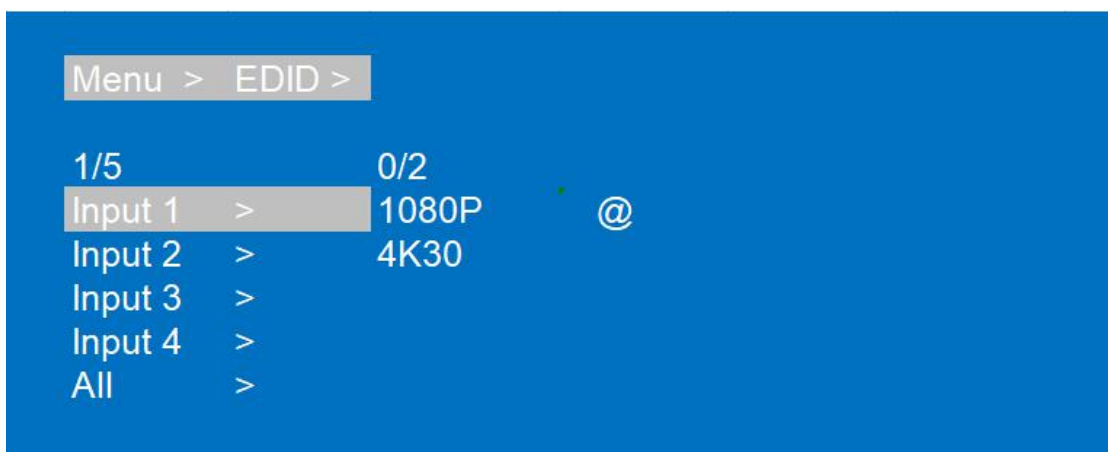 Menu > EDID >
1/5 0/2
Input 1 > 1080P @
Input 2 > 4K30
Input 3 >
Input 4 >
All >